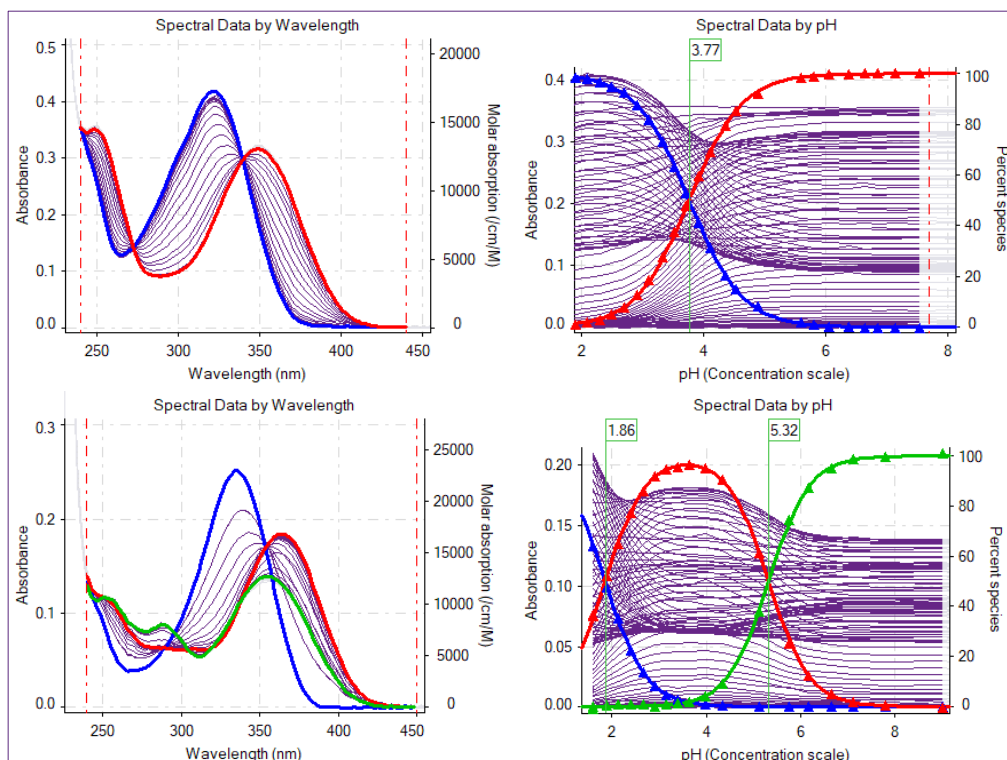 Spectral Data by Wavelength
0.5
0.4
0.3
0.2
0.1
0.0
Absorbance
20000
15000
10000
5000
0
Molar absorption (/cm/M)
250 300 350 400 450
Wavelength (nm)
Spectral Data by pH
3.77
0.4
0.3
0.2
0.1
0.0
Absorbance
100
80
60
40
20
0
Percent species
2 4 6 8
pH (Concentration scale)
Spectral Data by Wavelength
0.3
0.2
0.1
0.0
Absorbance
25000
20000
15000
10000
5000
0
Molar absorption (/cm/M)
250 300 350 400 450
Wavelength (nm)
Spectral Data by pH
1.86
5.32
0.20
0.15
0.10
0.05
0.00
Absorbance
100
80
60
40
20
0
Percent species
2 4 6 8
pH (Concentration scale)